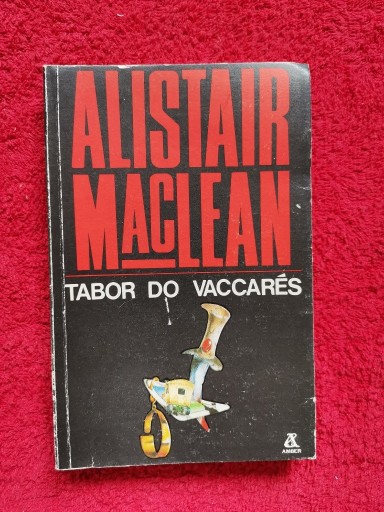 ALISTAIR
MACLEAN
TABOR DO VACCARÉS
AMBER